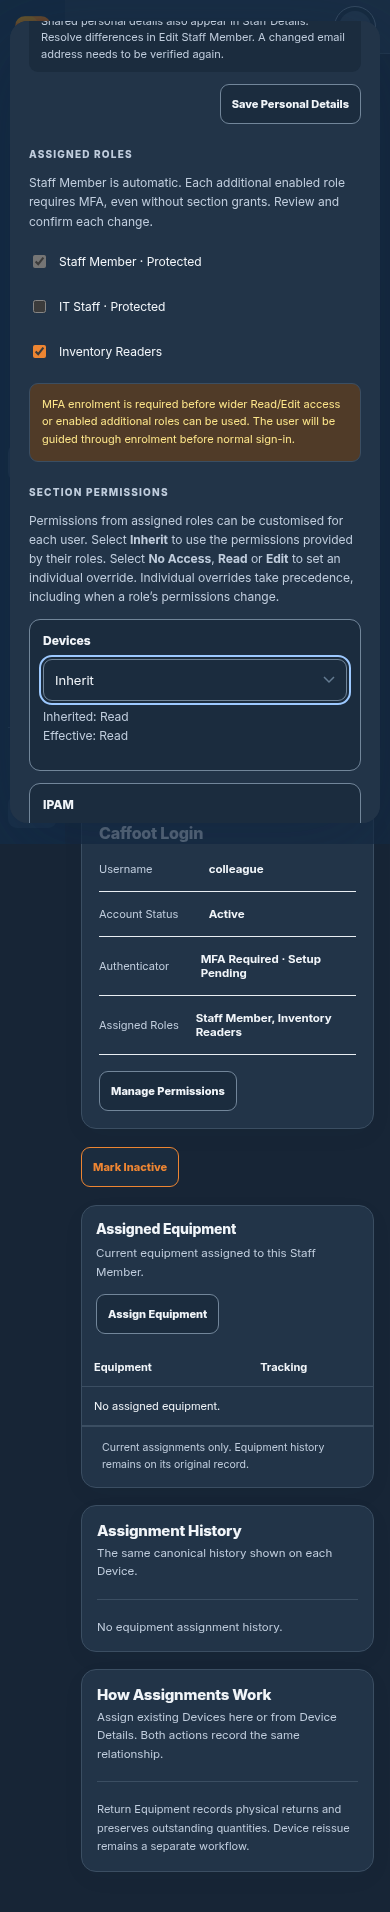 Shared personal details also appear in Staff Details.
Resolve differences in Edit Staff Member. A changed email
address needs to be verified again.
Save Personal Details
ASSIGNED ROLES
Staff Member is automatic. Each additional enabled role
requires MFA, even without section grants. Review and
confirm each change.
Staff Member · Protected
IT Staff · Protected
Inventory Readers
MFA enrolment is required before wider Read/Edit access
or enabled additional roles can be used. The user will be
guided through enrolment before normal sign-in.
SECTION PERMISSIONS
Permissions from assigned roles can be customised for
each user. Select Inherit to use the permissions provided
by their roles. Select No Access, Read or Edit to set an
individual override. Individual overrides take precedence,
including when a role's permissions change.
Devices
Inherit
Inherited: Read
Effective: Read
IPAM
Caffoot Login
Username colleague
Account Status Active
Authenticator MFA Required · Setup
Pending
Assigned Roles Staff Member, Inventory
Readers
Manage Permissions
Mark Inactive
Assigned Equipment
Current equipment assigned to this Staff
Member.
Assign Equipment
Equipment Tracking
No assigned equipment.
Current assignments only. Equipment history
remains on its original record.
Assignment History
The same canonical history shown on each
Device.
No equipment assignment history.
How Assignments Work
Assign existing Devices here or from Device
Details. Both actions record the same
relationship.
Return Equipment records physical returns and
preserves outstanding quantities. Device reissue
remains a separate workflow.